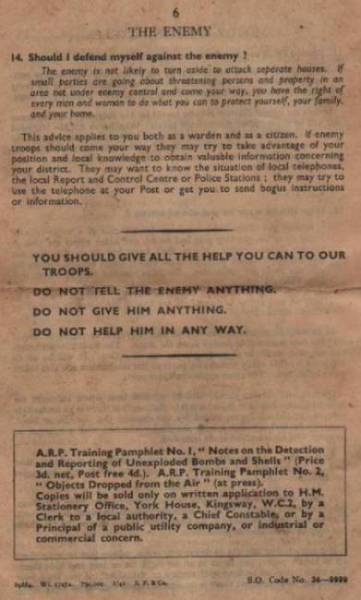 6
THE ENEMY
14. Should I defend myself against the enemy ?
The enemy is not likely to turn aside to attack separate houses. If
small parties are going about threatening persons and property in an
area not under enemy control and come your way, you have the right of
every man and woman to do what you can to protect yourself, your family,
and your home.
This advice applies to you both as a warden and as a citizen. If enemy
troops should come your way they may try to take advantage of your
position and local knowledge to obtain valuable information concerning
your district. They may want to know the situation of local telephones,
the local Report and Control Centre or Police Stations ; they may try to
use the telephone at your Post or get you to send bogus instructions
or information.
YOU SHOULD GIVE ALL THE HELP YOU CAN TO OUR
TROOPS.
DO NOT TELL THE ENEMY ANYTHING.
DO NOT GIVE HIM ANYTHING.
DO NOT HELP HIM IN ANY WAY.
A.R.P. Training Pamphlet No. 1, " Notes on the Detection
and Reporting of Unexploded Bombs and Shells " (Price
3d. net, Post free 4d.). A.R.P. Training Pamphlet No. 2,
" Objects Dropped from the Air " (at press).
Copies will be sold only on written application to H.M.
Stationery Office, York House, Kingsway, W.C.2, by a
Clerk to a local authority, a Chief Constable, or by a
Principal of a public utility company, or industrial or
commercial concern.
S.O. Code No. 36—9999